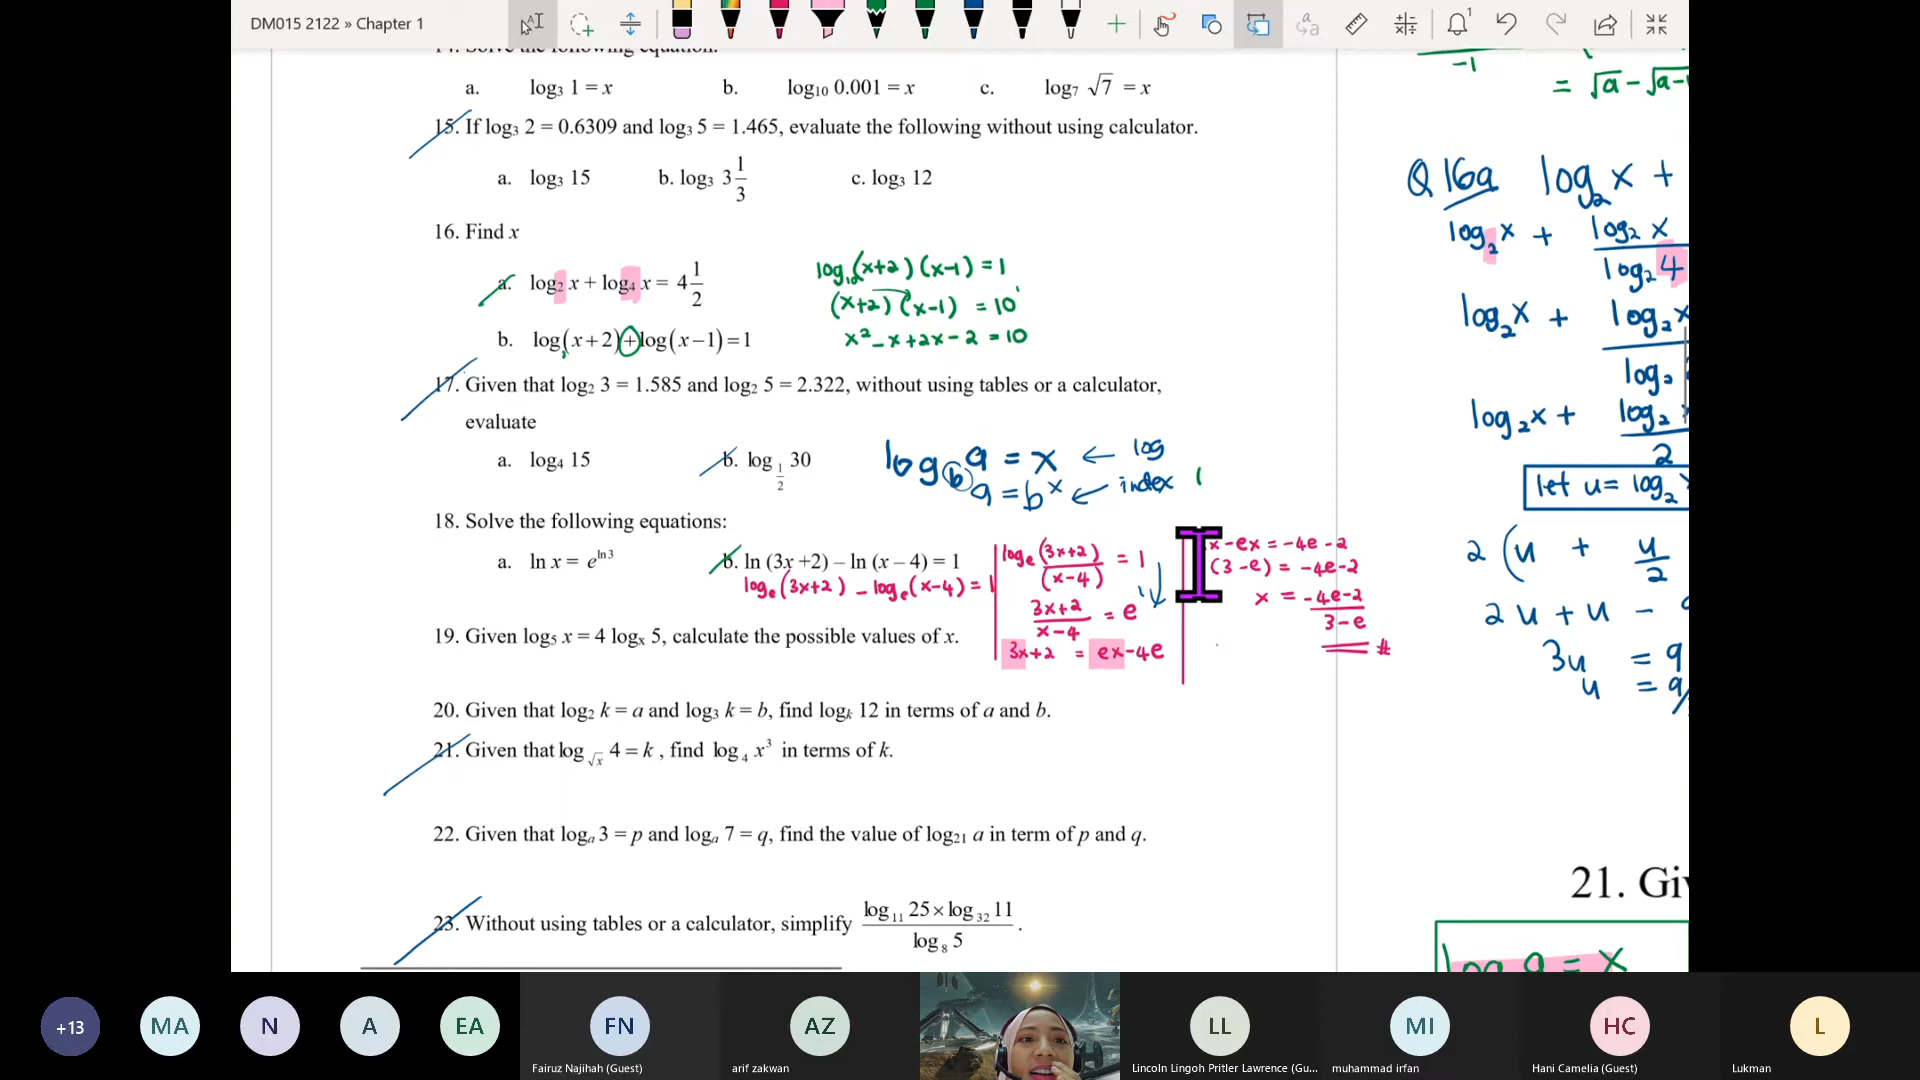 DM015 2122 » Chapter 1
14. Solve the following equation.
a. log₃ 1 = x b. log₁₀ 0.001 = x c. log₇ √7 = x
15. If log₃ 2 = 0.6309 and log₃ 5 = 1.465, evaluate the following without using calculator.
a. log₃ 15 b. log₃ 3 1/3 c. log₃ 12
16. Find x
a. log₂ x + log₄ x = 4 1/2
b. log(x+2)+log(x−1)=1
log₁₀(x+2)(x-1) = 1
(x+2)(x-1) = 10¹
x² - x + 2x - 2 = 10
17. Given that log₂ 3 = 1.585 and log₂ 5 = 2.322, without using tables or a calculator,
evaluate
a. log₄ 15 b. log_(1/2) 30
log_b a = x ← log
a = b^x ← index
18. Solve the following equations:
a. ln x = e^(ln 3) b. ln (3x +2) – ln (x – 4) = 1
logₑ(3x+2) - logₑ(x-4) = 1
logₑ (3x+2)/(x-4) = 1
(3x+2)/(x-4) = e¹
3x+2 = ex-4e
x-ex = -4e-2
(3-e) = -4e-2
x = (-4e-2)/(3-e)
#
19. Given log₅ x = 4 logₓ 5, calculate the possible values of x.
20. Given that log₂ k = a and log₃ k = b, find logₖ 12 in terms of a and b.
21. Given that log_√x 4 = k , find log₄ x³ in terms of k.
22. Given that logₐ 3 = p and logₐ 7 = q, find the value of log₂₁ a in term of p and q.
23. Without using tables or a calculator, simplify (log₁₁ 25 × log₃₂ 11)/(log₈ 5) .
-1
= √a - √a-
Q 16a log₂ x +
log₂ x + log₂ x / log₂ 4
log₂ x + log₂ x / log₂
log₂ x + log₂ / 2
let u = log₂
2 (u + u/2
2u + u -
3u = 9
u = 9/
21. Gi
log a = x
+13
MA
N
A
EA
FN
AZ
LL
MI
HC
L
Fairuz Najihah (Guest)
arif zakwan
Lincoln Lingoh Pritler Lawrence (Gu...
muhammad irfan
Hani Camelia (Guest)
Lukman